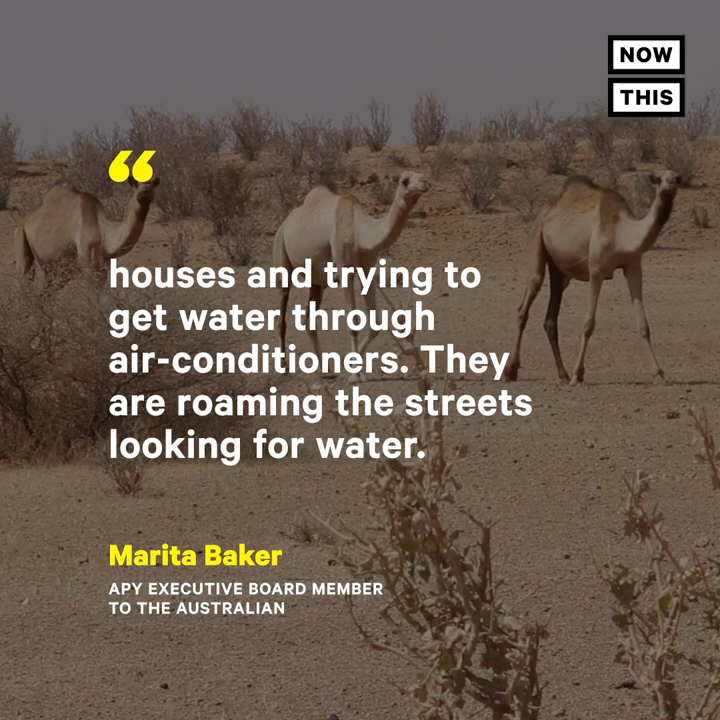 NOW
THIS
“
houses and trying to
get water through
air-conditioners. They
are roaming the streets
looking for water.
Marita Baker
APY EXECUTIVE BOARD MEMBER
TO THE AUSTRALIAN